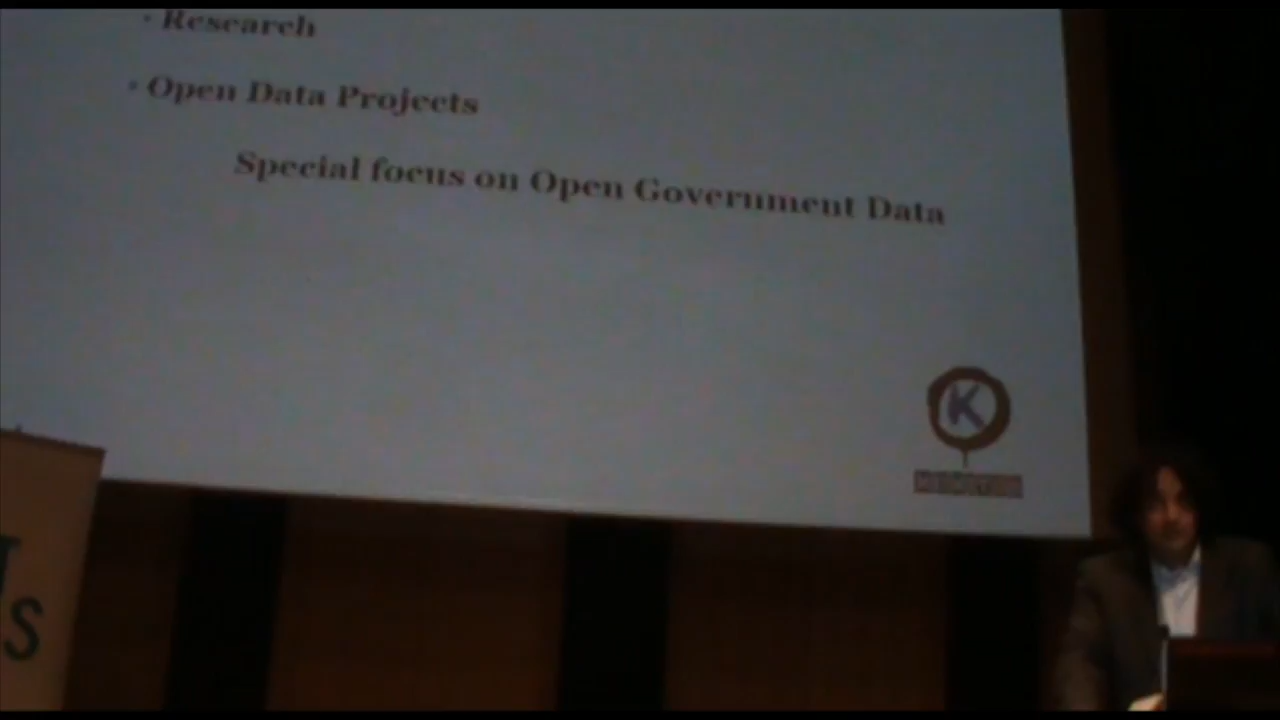 · Research
· Open Data Projects
Special focus on Open Government Data
K
T
S